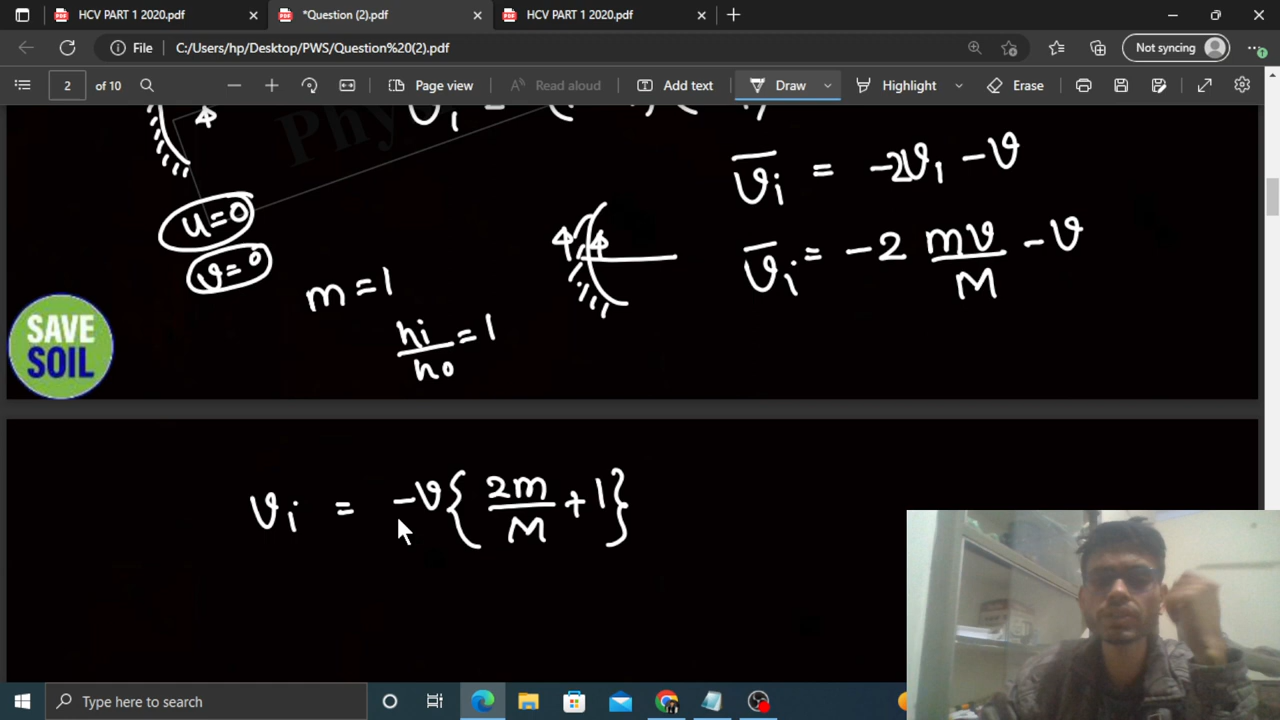 HCV PART 1 2020.pdf
*Question (2).pdf
HCV PART 1 2020.pdf
File
C:/Users/hp/Desktop/PWS/Question%20(2).pdf
Not syncing
2 of 10
Page view
Read aloud
Add text
Draw
Highlight
Erase
Phy
v̅i = -2v1 - v
u=0
v=0
v̅i = -2 mv/M - v
m=1
hi/ho = 1
SAVE
SOIL
vi = -v{ 2m/M + 1 }
Type here to search